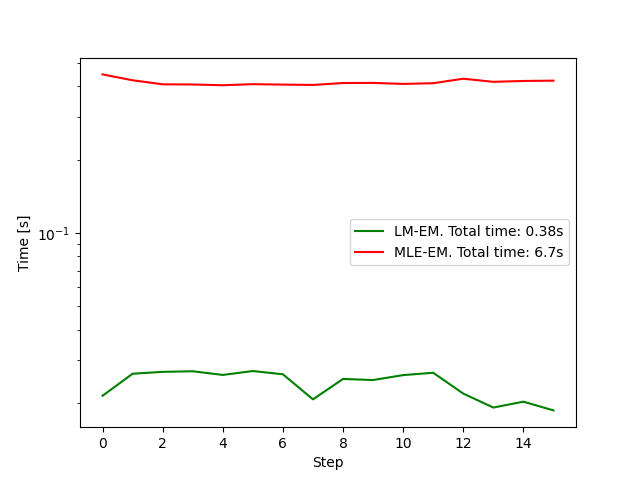 Time [s]
10⁻¹
LM-EM. Total time: 0.38s
MLE-EM. Total time: 6.7s
0 2 4 6 8 10 12 14
Step